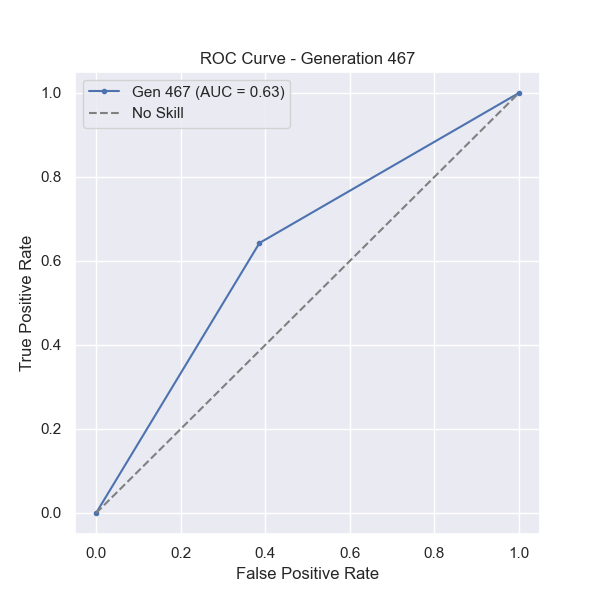 ROC Curve - Generation 467
Gen 467 (AUC = 0.63)
No Skill
1.0
0.8
0.6
0.4
0.2
0.0
True Positive Rate
0.0 0.2 0.4 0.6 0.8 1.0
False Positive Rate